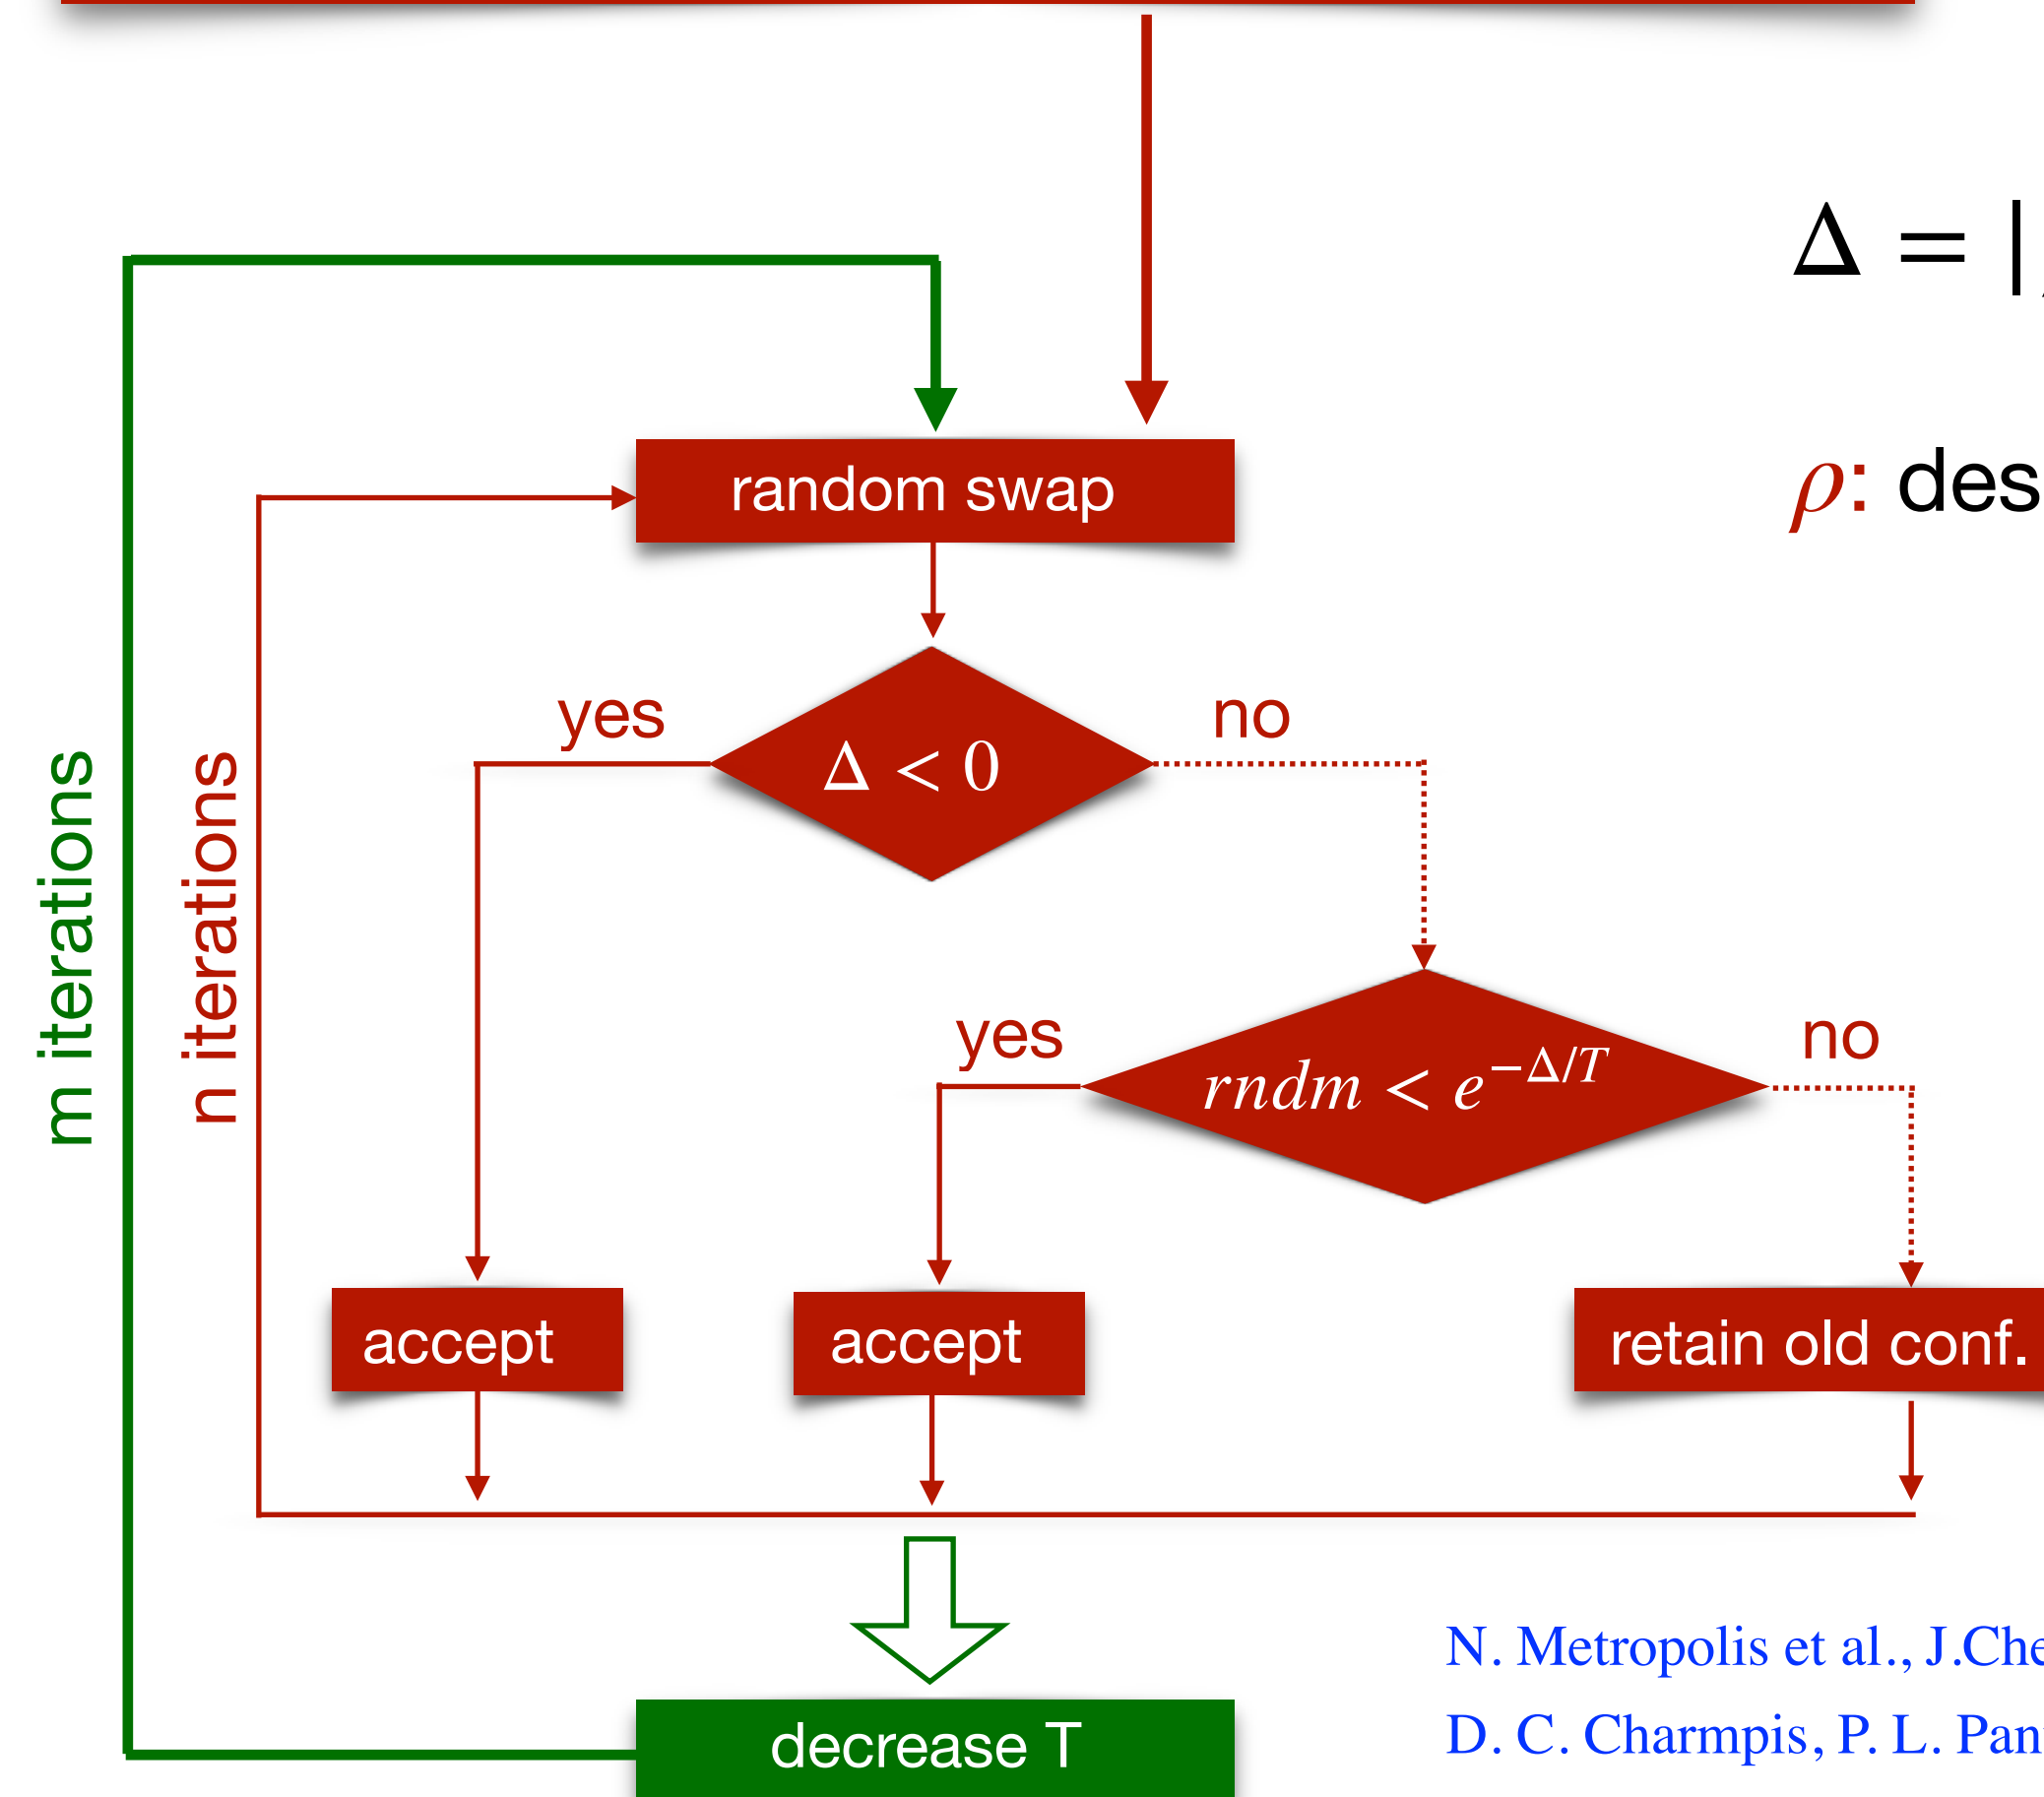 Δ = |
ρ: des
random swap
yes
no
Δ < 0
m iterations
n iterations
yes
no
rndm < e^{−Δ/T}
accept
accept
retain old conf.
N. Metropolis et al., J.Che
D. C. Charmpis, P. L. Pan
decrease T